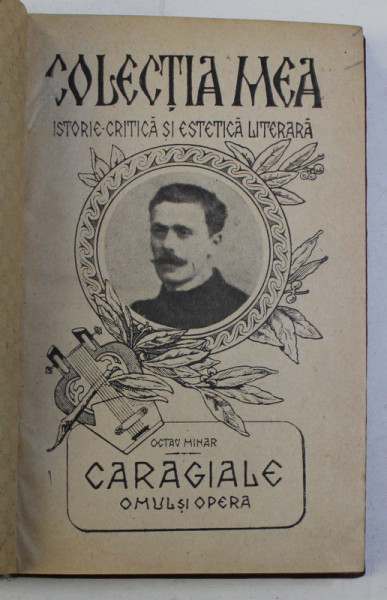 COLECȚIA MEA
ISTORIE-CRITICĂ ȘI ESTETICĂ LITERARĂ
OCTAV MINAR
CARAGIALE
OMUL ȘI OPERA